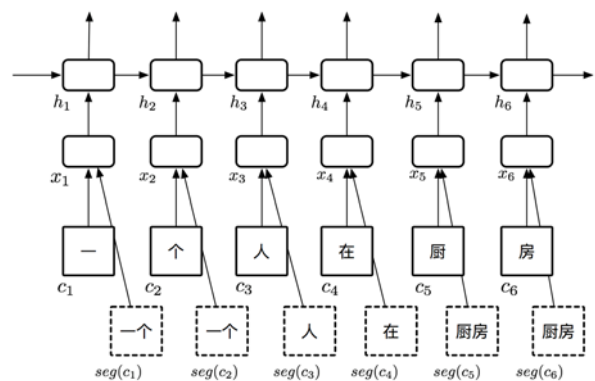 h₁ h₂ h₃ h₄ h₅ h₆
x₁ x₂ x₃ x₄ x₅ x₆
一 个 人 在 厨 房
c₁ c₂ c₃ c₄ c₅ c₆
一个 一个 人 在 厨房 厨房
seg(c₁) seg(c₂) seg(c₃) seg(c₄) seg(c₅) seg(c₆)